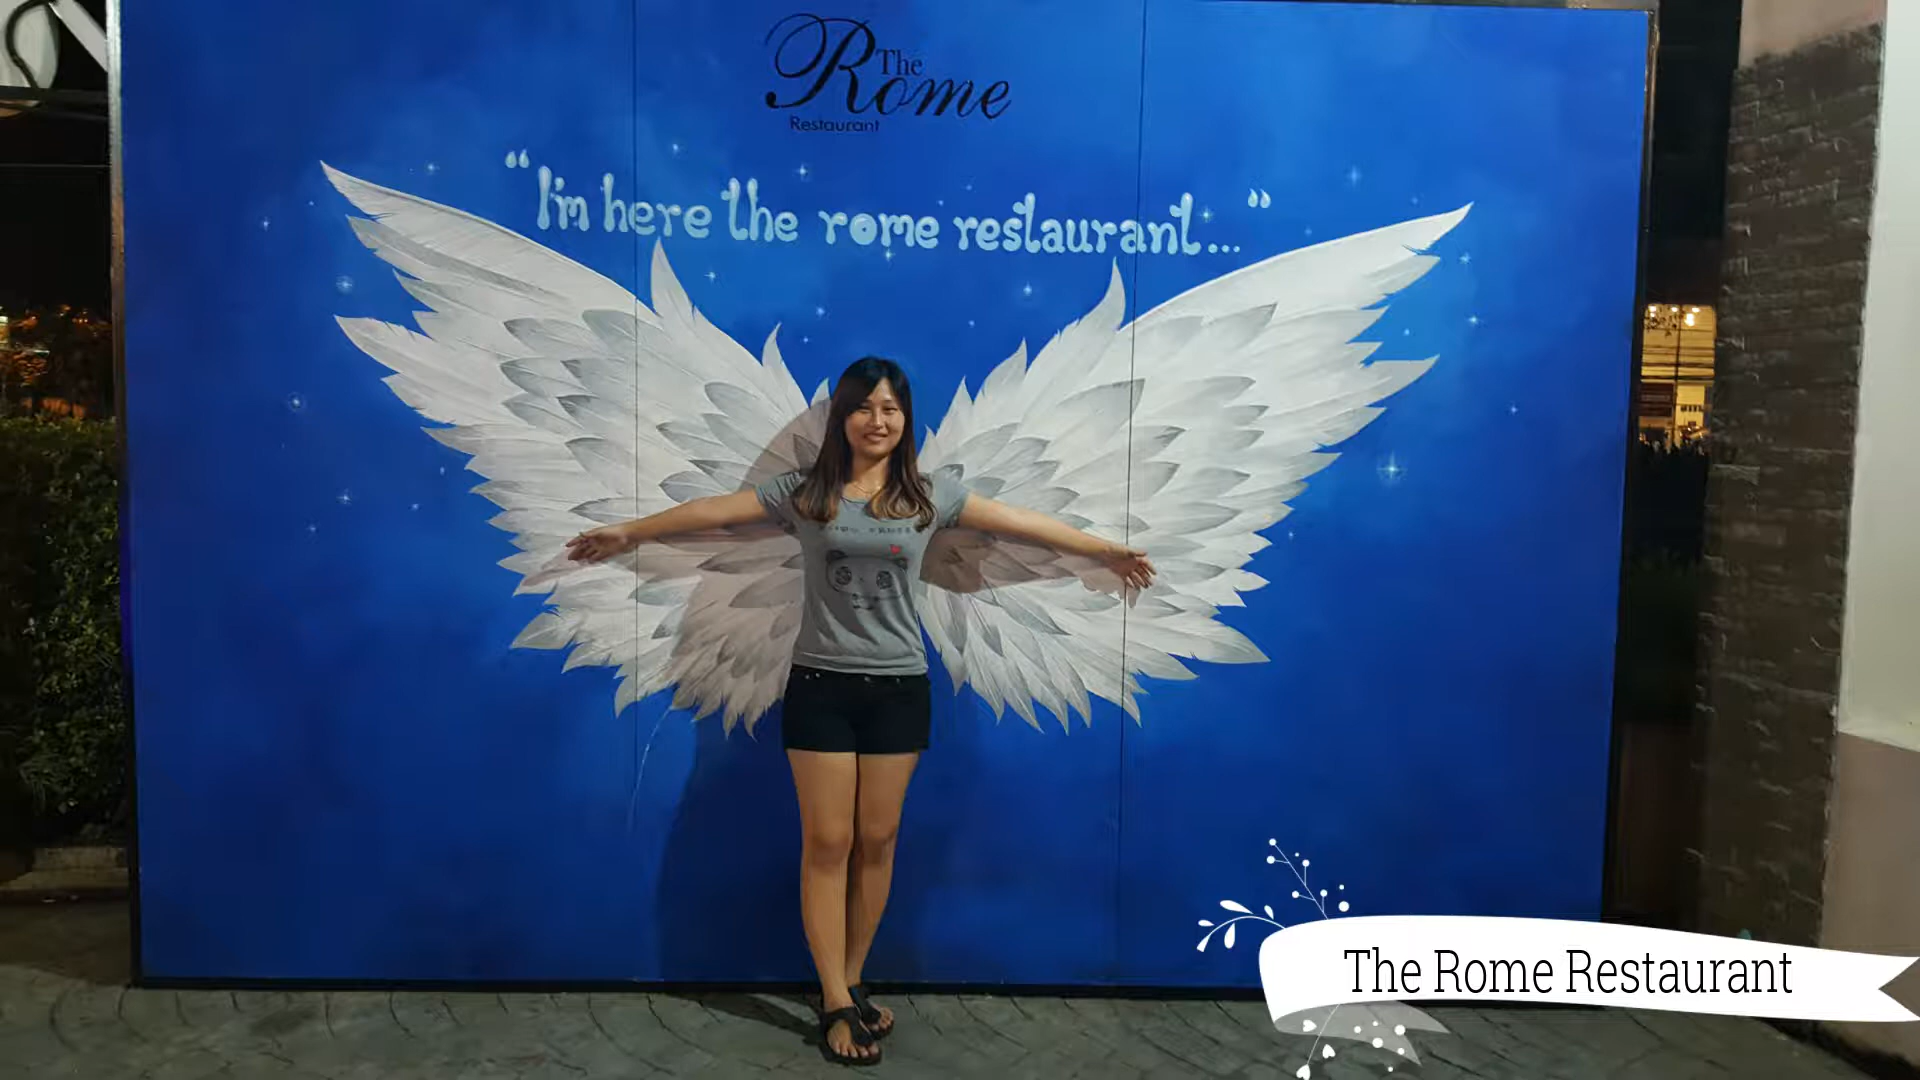 The
Rome
Restaurant
"I'm here the rome restaurant..."
The Rome Restaurant